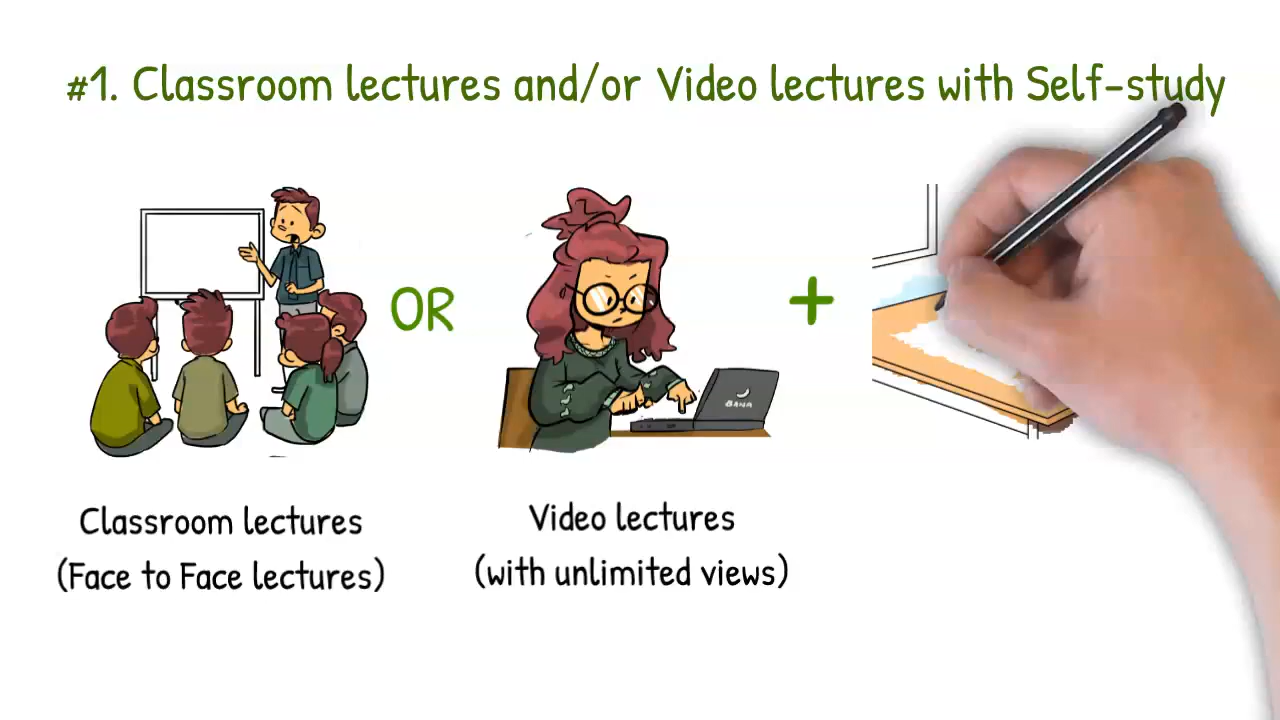 #1. Classroom lectures and/or Video lectures with Self-study
OR
+
Classroom lectures
(Face to Face lectures)
Video lectures
(with unlimited views)